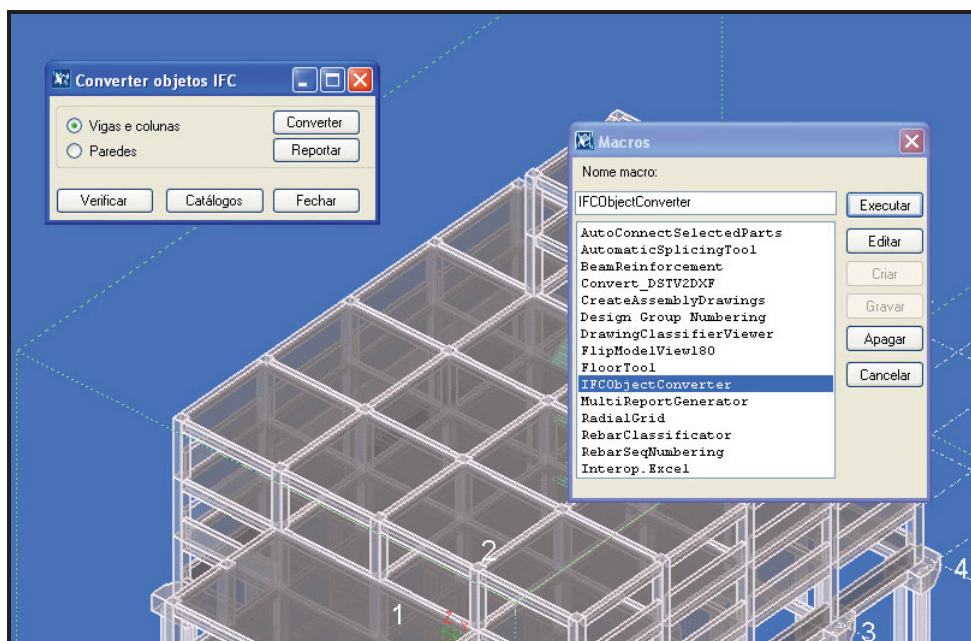 Converter objetos IFC
Vigas e colunas
Converter
Paredes
Reportar
Verificar
Catálogos
Fechar
Macros
Nome macro:
IFCObjectConverter
Executar
AutoConnectSelectedParts
AutomaticSplicingTool
BeamReinforcement
Convert_DSTV2DXF
CreateAssemblyDrawings
Design Group Numbering
DrawingClassifierViewer
FlipModelView180
FloorTool
IFCObjectConverter
MultiReportGenerator
RadialGrid
RebarClassificator
RebarSeqNumbering
Interop.Excel
Editar
Criar
Gravar
Apagar
Cancelar
1
2
3
4
z